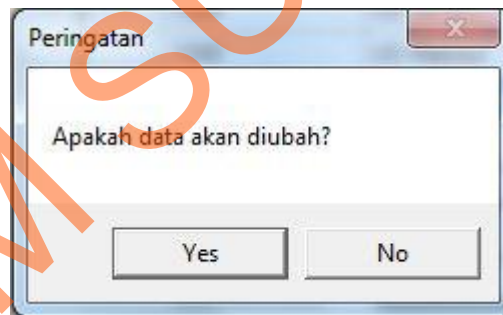 Peringatan
Apakah data akan diubah?
Yes
No